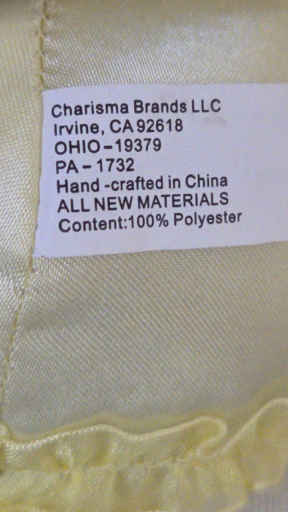 Charisma Brands LLC
Irvine, CA 92618
OHIO-19379
PA-1732
Hand-crafted in China
ALL NEW MATERIALS
Content:100% Polyester